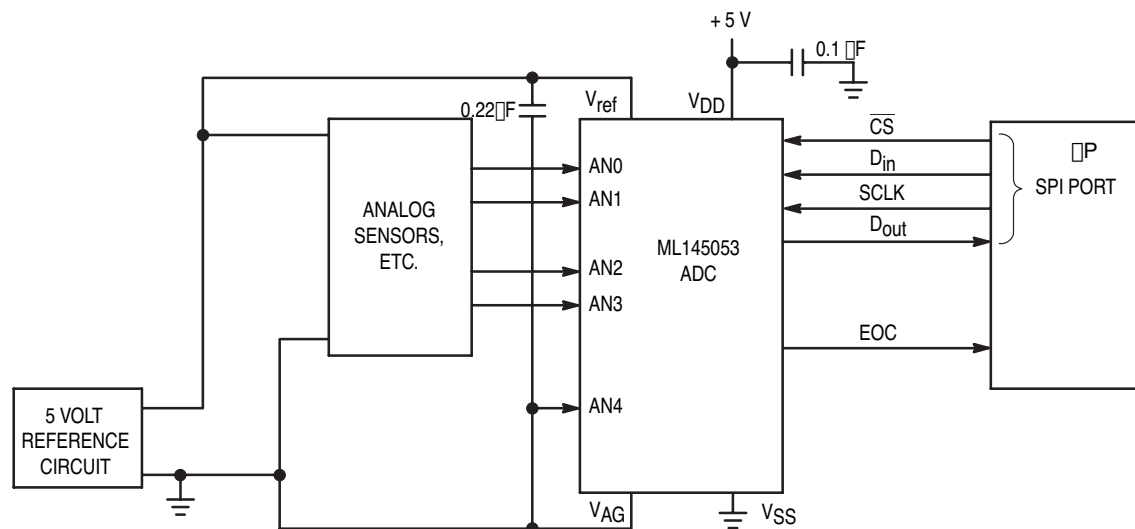 + 5 V
0.1 □F
0.22□F
Vref
VDD
CS
□P
Din
SPI PORT
AN0
SCLK
AN1
Dout
ANALOG
SENSORS,
ETC.
ML145053
ADC
AN2
AN3
EOC
AN4
5 VOLT
REFERENCE
CIRCUIT
VAG
VSS